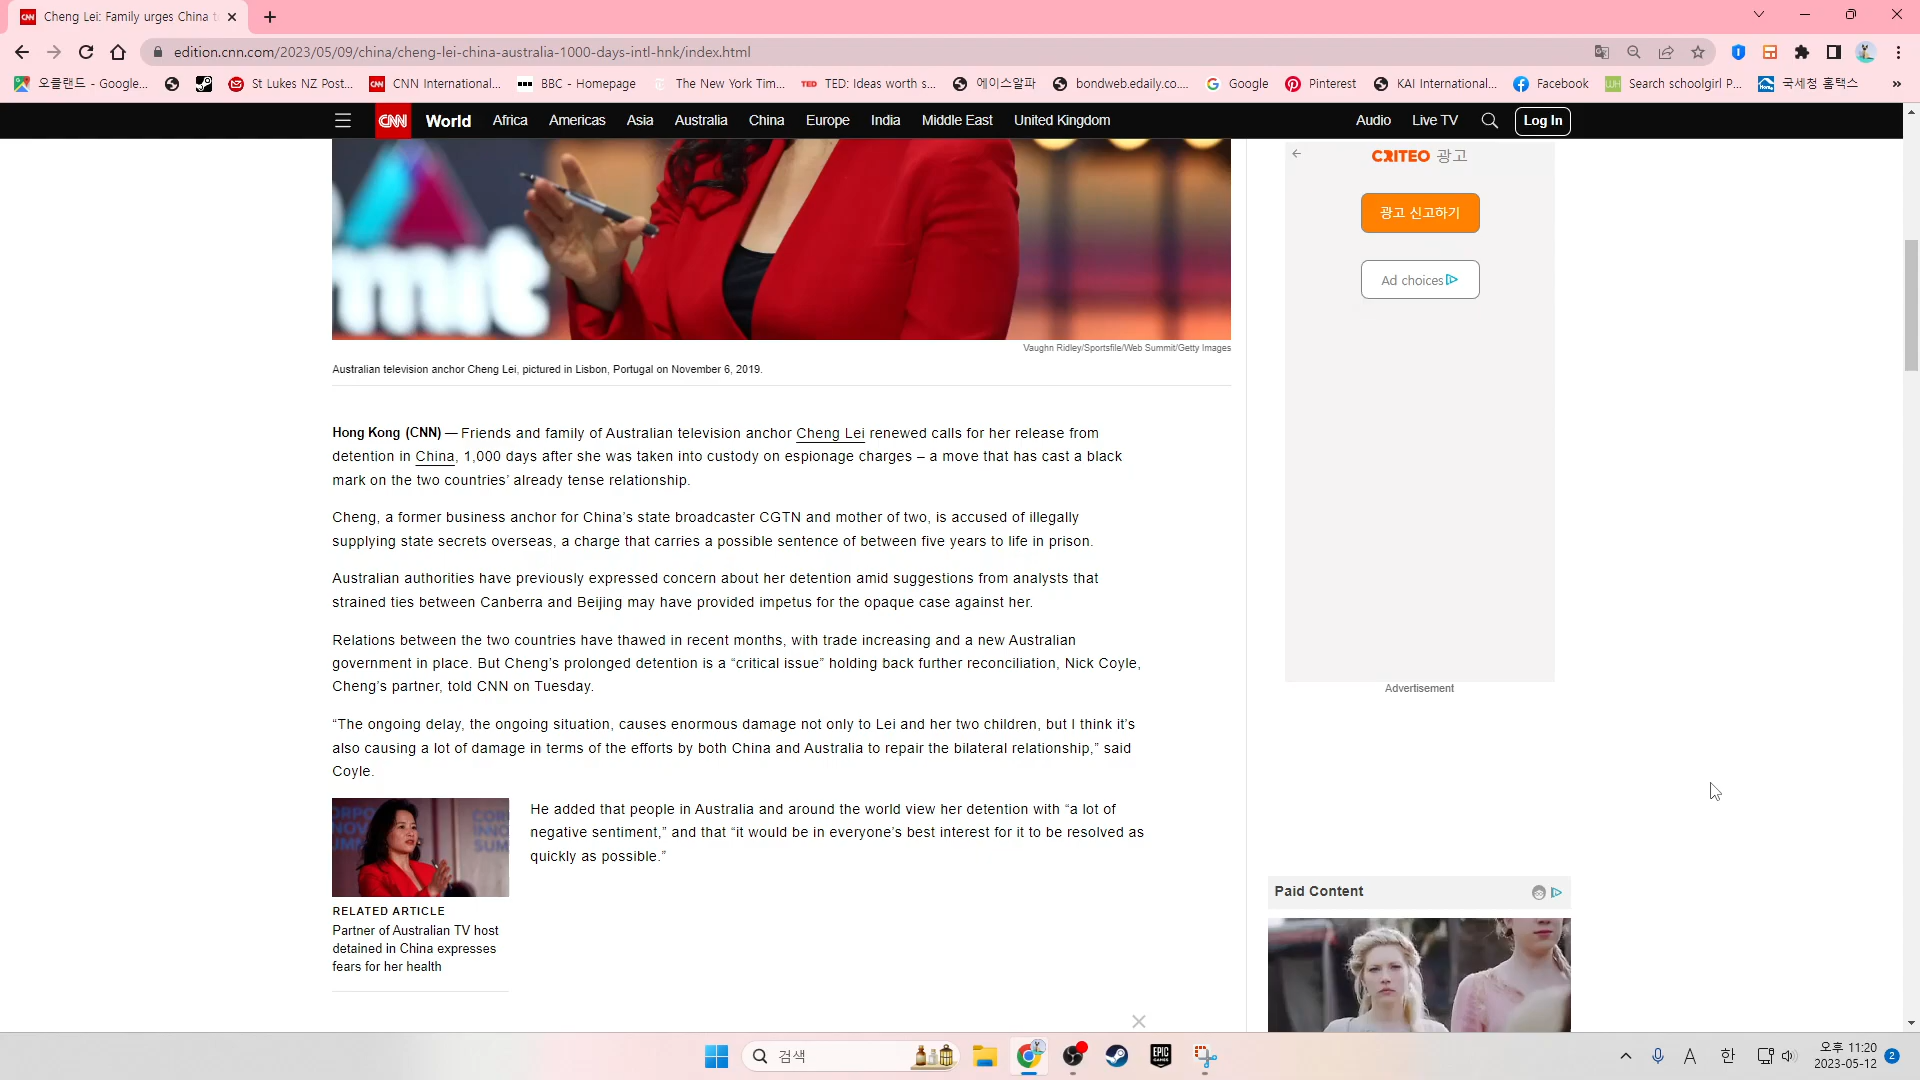 CNN Cheng Lei: Family urges China t
edition.cnn.com/2023/05/09/china/cheng-lei-china-australia-1000-days-intl-hnk/index.html
오클랜드 - Google... St Lukes NZ Post... CNN CNN International... BBC - Homepage The New York Tim... TED TED: Ideas worth s... 에이스알파 bondweb.edaily.co.... Google Pinterest KAI International... Facebook WH Search schoolgirl P... 국세청 홈택스 »
CNN World Africa Americas Asia Australia China Europe India Middle East United Kingdom Audio Live TV Log In
mit
Vaughn Ridley/Sportsfile/Web Summit/Getty Images
Australian television anchor Cheng Lei, pictured in Lisbon, Portugal on November 6, 2019.
Hong Kong (CNN) — Friends and family of Australian television anchor Cheng Lei renewed calls for her release from
detention in China, 1,000 days after she was taken into custody on espionage charges – a move that has cast a black
mark on the two countries’ already tense relationship.
Cheng, a former business anchor for China’s state broadcaster CGTN and mother of two, is accused of illegally
supplying state secrets overseas, a charge that carries a possible sentence of between five years to life in prison.
Australian authorities have previously expressed concern about her detention amid suggestions from analysts that
strained ties between Canberra and Beijing may have provided impetus for the opaque case against her.
Relations between the two countries have thawed in recent months, with trade increasing and a new Australian
government in place. But Cheng’s prolonged detention is a “critical issue” holding back further reconciliation, Nick Coyle,
Cheng’s partner, told CNN on Tuesday.
“The ongoing delay, the ongoing situation, causes enormous damage not only to Lei and her two children, but I think it’s
also causing a lot of damage in terms of the efforts by both China and Australia to repair the bilateral relationship,” said
Coyle.
He added that people in Australia and around the world view her detention with “a lot of
negative sentiment,” and that “it would be in everyone’s best interest for it to be resolved as
quickly as possible.”
RELATED ARTICLE
Partner of Australian TV host
detained in China expresses
fears for her health
CRITEO 광고
광고 신고하기
Ad choices
Advertisement
Paid Content
검색
EPIC GAMES
A 한
오후 11:20
2023-05-12
2